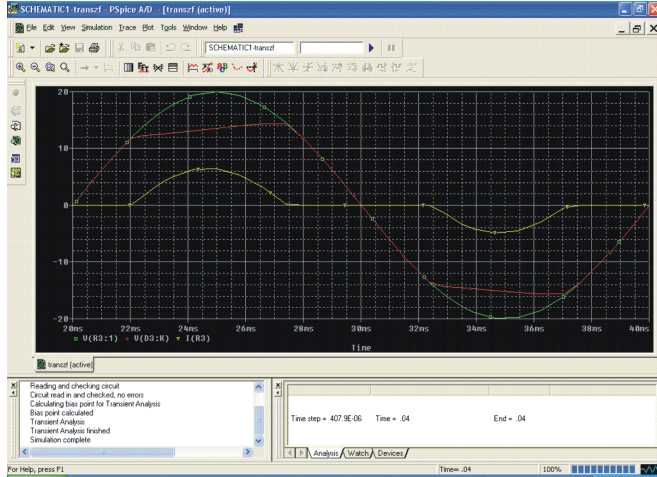 SCHEMATIC1-transzf - PSpice A/D - [transzf (active)]
File Edit View Simulation Trace Plot Tools Window Help
SCHEMATIC1-transzf
20
10
0
-10
-20
20ms 22ms 24ms 26ms 28ms 30ms 32ms 34ms 36ms 38ms 40ms
V(R3:1) V(D3:K) I(R3)
Time
transzf (active)
Reading and checking circuit
Circuit read in and checked, no errors
Calculating bias point for Transient Analysis
Bias point calculated
Transient Analysis
Transient Analysis finished
Simulation complete
Time step = 407.9E-06 Time = .04 End = .04
Analysis Watch Devices
For Help, press F1
Time= .04 100%